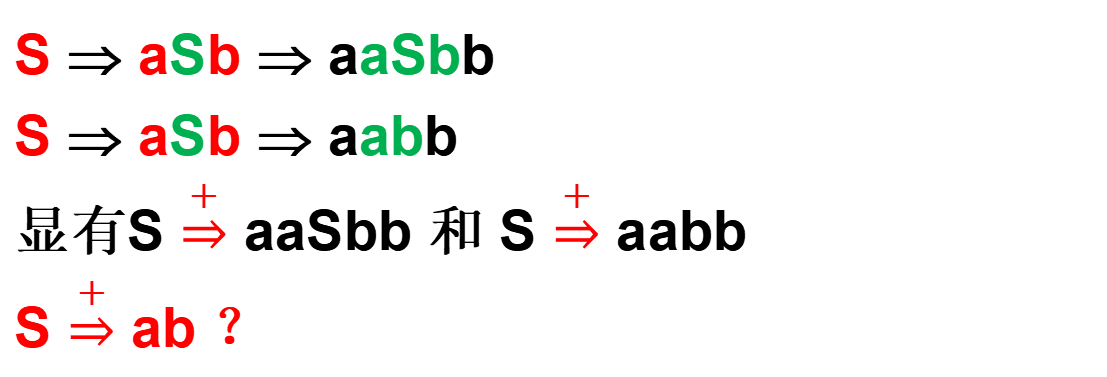 S ⇒ aSb ⇒ aaSbb
S ⇒ aSb ⇒ aabb
显有S +⇒ aaSbb 和 S +⇒ aabb
S +⇒ ab ？